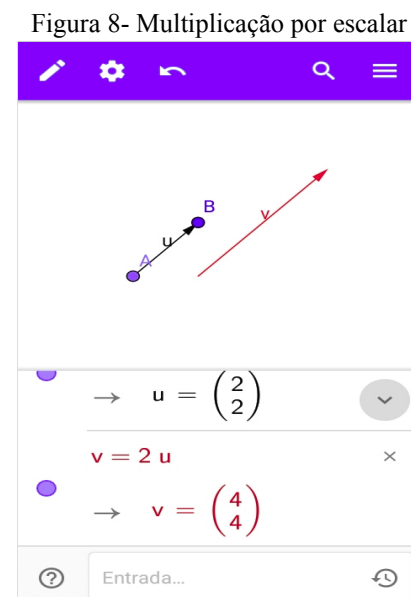 Figura 8- Multiplicação por escalar
B
v
u
A
→ u = (2
2)
v = 2 u
→ v = (4
4)
Entrada...